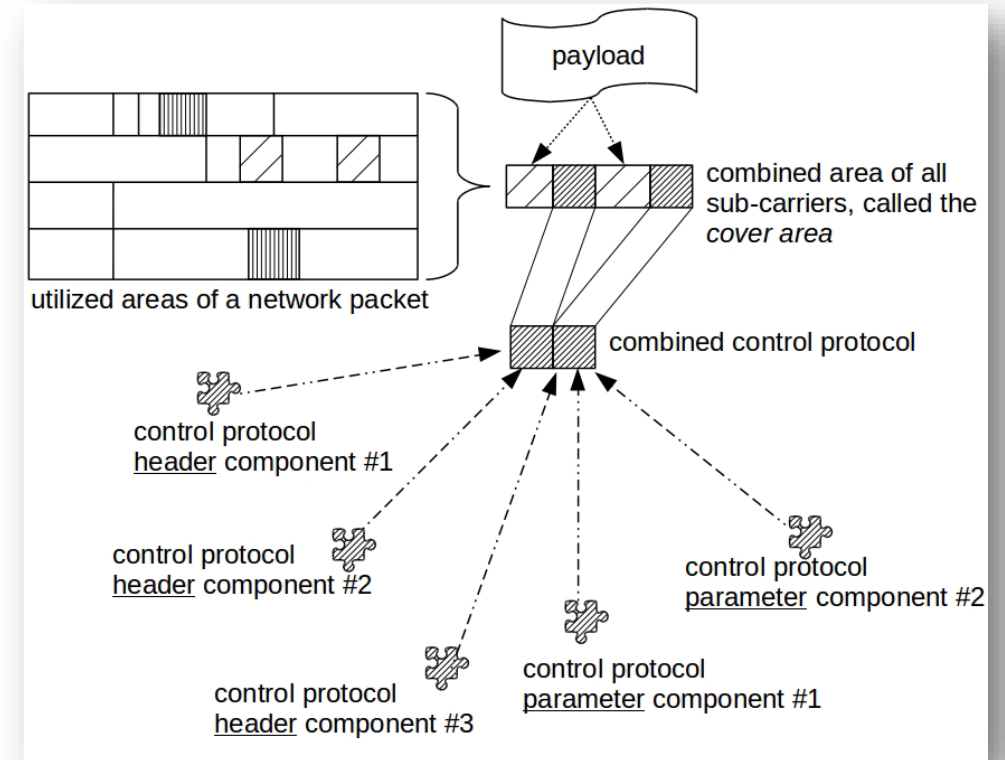 payload
combined area of all
sub-carriers, called the
cover area
utilized areas of a network packet
combined control protocol
control protocol
header component #1
control protocol
header component #2
control protocol
parameter component #2
control protocol
parameter component #1
control protocol
header component #3